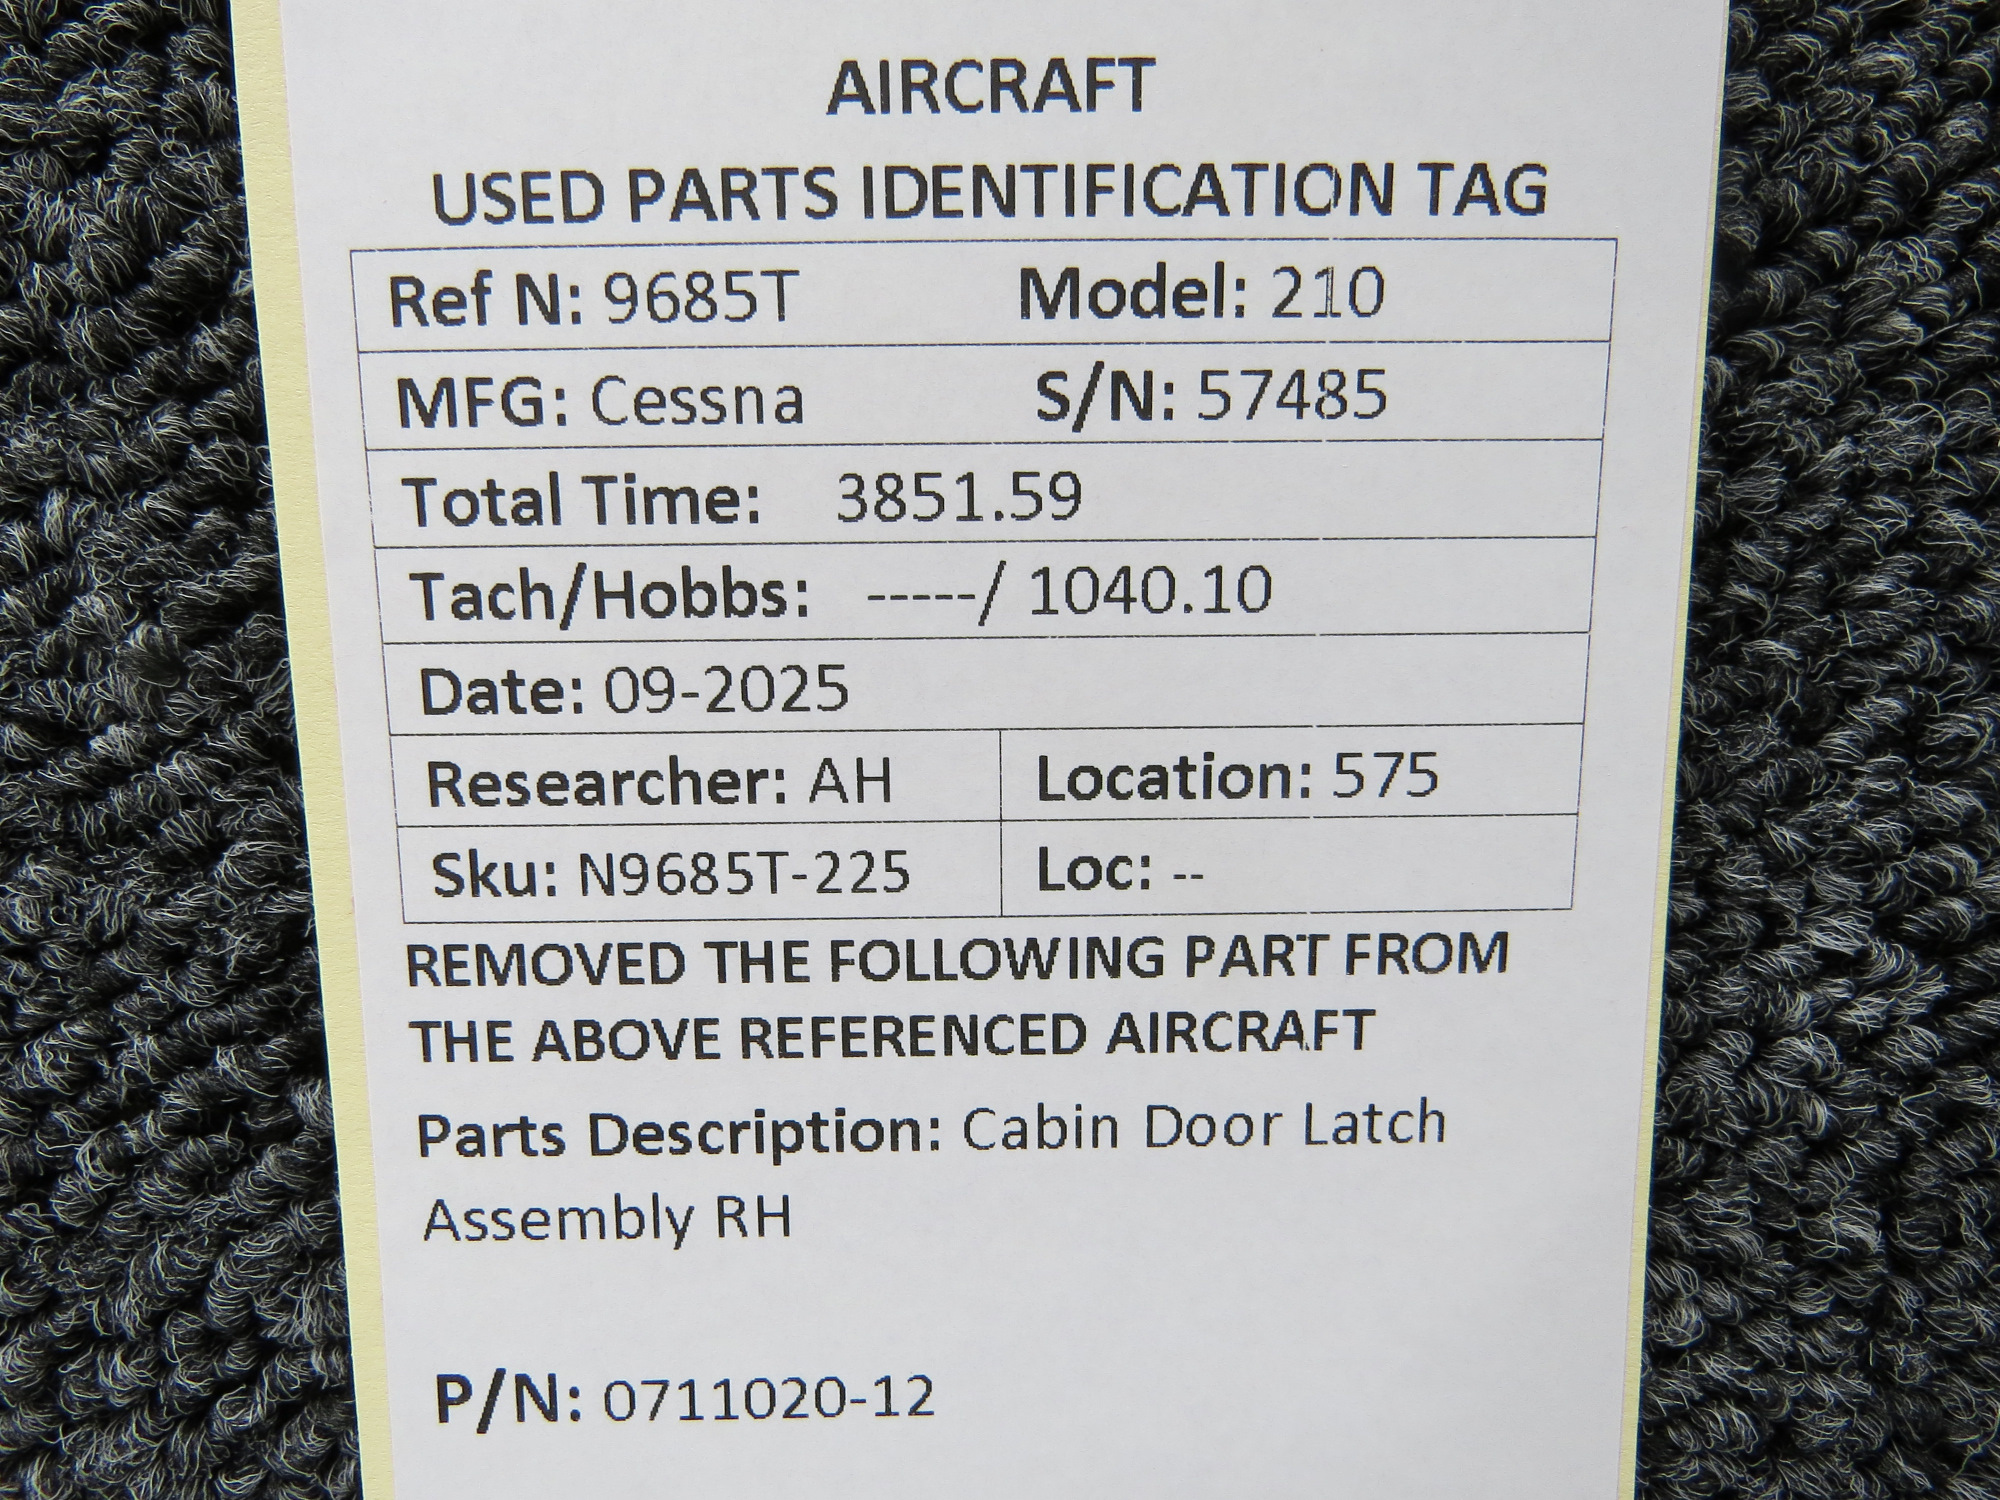 AIRCRAFT
USED PARTS IDENTIFICATION TAG
Ref N: 9685T Model: 210
MFG: Cessna S/N: 57485
Total Time: 3851.59
Tach/Hobbs: -----/ 1040.10
Date: 09-2025
Researcher: AH Location: 575
Sku: N9685T-225 Loc: --
REMOVED THE FOLLOWING PART FROM
THE ABOVE REFERENCED AIRCRAFT
Parts Description: Cabin Door Latch
Assembly RH
P/N: 0711020-12